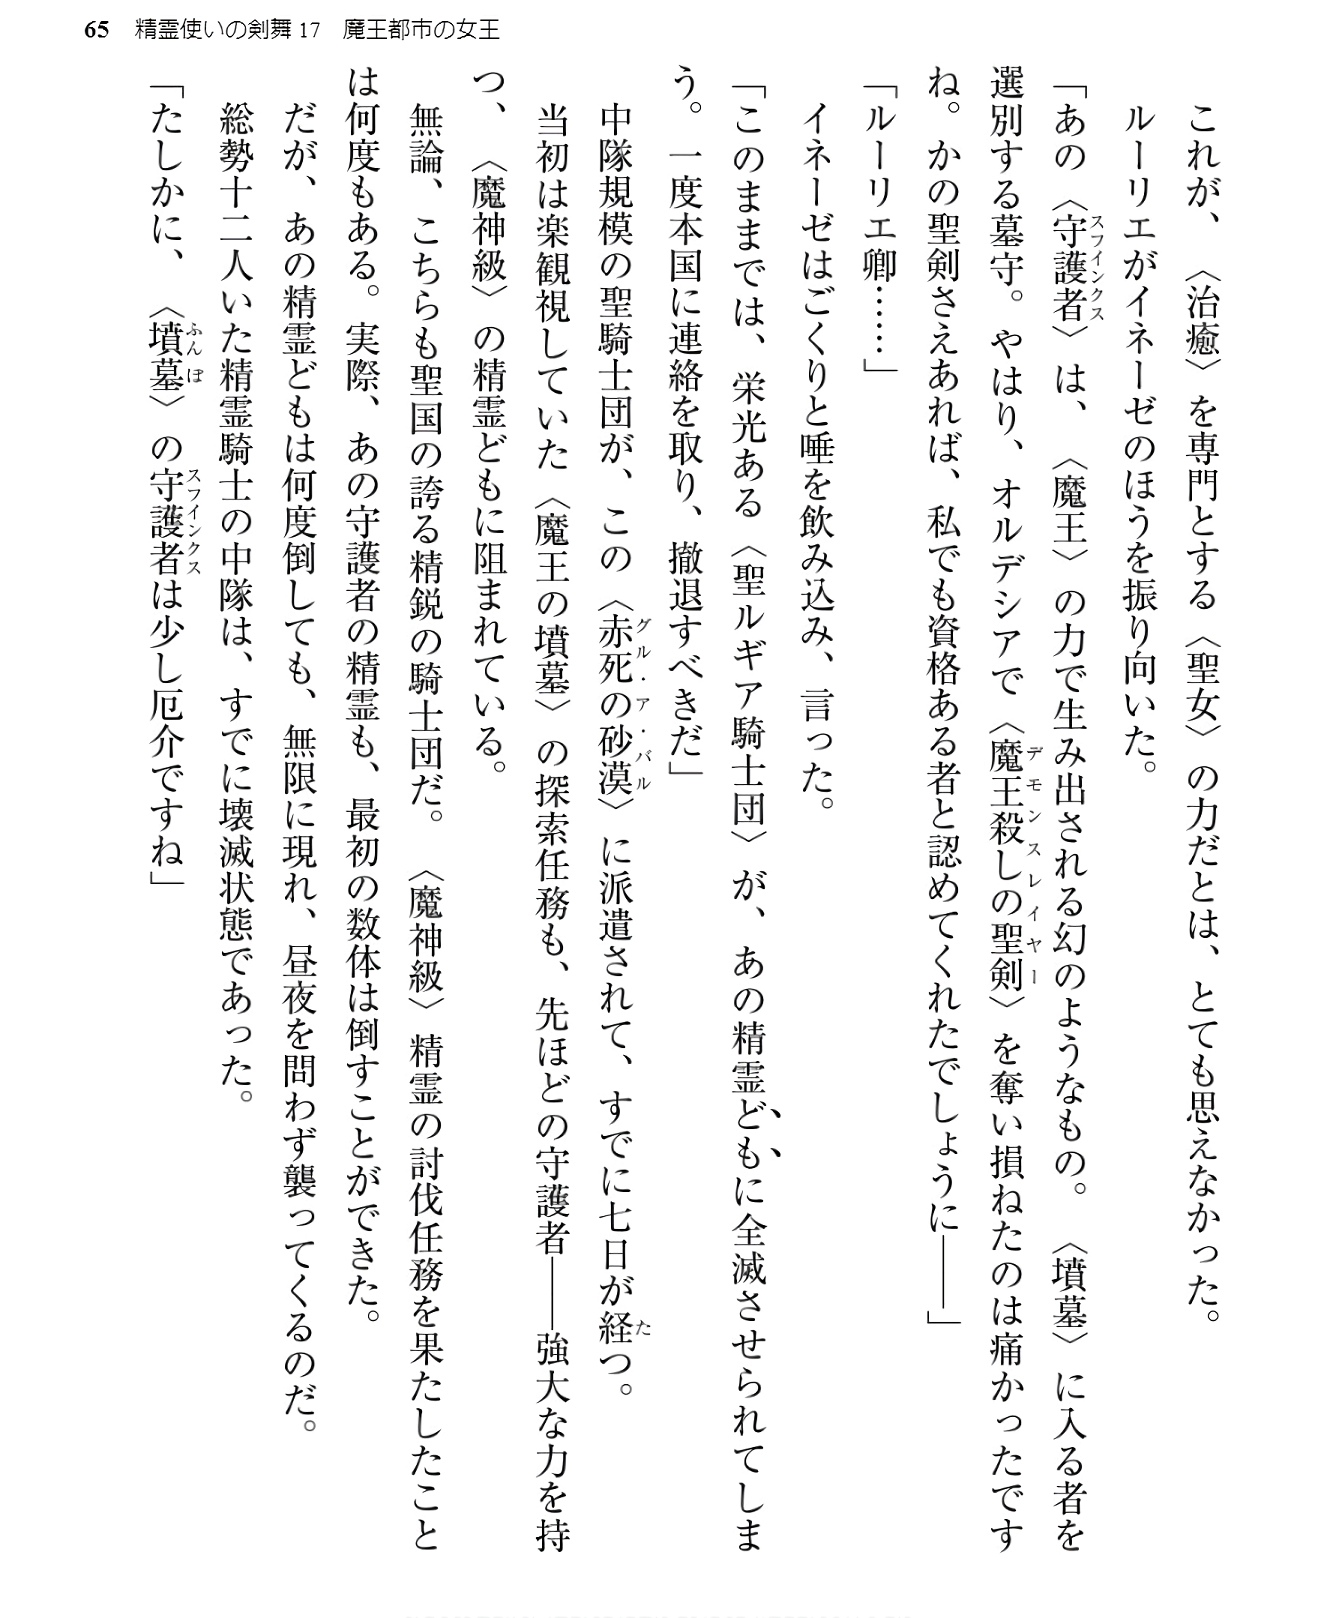 65　精霊使いの剣舞17　魔王都市の女王
　これが、〈治癒〉を専門とする〈聖女〉の力だとは、とても思えなかった。
　ルーリエがイネーゼのほうを振り向いた。
「あの〈守護者〉は、〈魔王〉の力で生み出される幻のようなもの。〈墳墓〉に入る者を
スフィンクス
選別する墓守。やはり、オルデシアで〈魔王殺しの聖剣〉を奪い損ねたのは痛かったです
デモンスレイヤー
ね。かの聖剣さえあれば、私でも資格ある者と認めてくれたでしょうに――」
「ルーリエ卿……」
　イネーゼはごくりと唾を飲み込み、言った。
「このままでは、栄光ある〈聖ルギア騎士団〉が、あの精霊どもに全滅させられてしま
う。一度本国に連絡を取り、撤退すべきだ」
　中隊規模の聖騎士団が、この〈赤死の砂漠〉に派遣されて、すでに七日が経つ。
グル・ア・バル
た
　当初は楽観視していた〈魔王の墳墓〉の探索任務も、先ほどの守護者――強大な力を持
つ、〈魔神級〉の精霊どもに阻まれている。
　無論、こちらも聖国の誇る精鋭の騎士団だ。〈魔神級〉精霊の討伐任務を果たしたこと
は何度もある。実際、あの守護者の精霊も、最初の数体は倒すことができた。
　だが、あの精霊どもは何度倒しても、無限に現れ、昼夜を問わず襲ってくるのだ。
　総勢十二人いた精霊騎士の中隊は、すでに壊滅状態であった。
「たしかに、〈墳墓〉の守護者は少し厄介ですね」
ふんぼ
スフィンクス